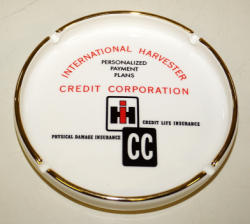 INTERNATIONAL HARVESTER
PERSONALIZED
PAYMENT
PLANS
CREDIT CORPORATION
IH
CREDIT LIFE INSURANCE
PHYSICAL DAMAGE INSURANCE
CC